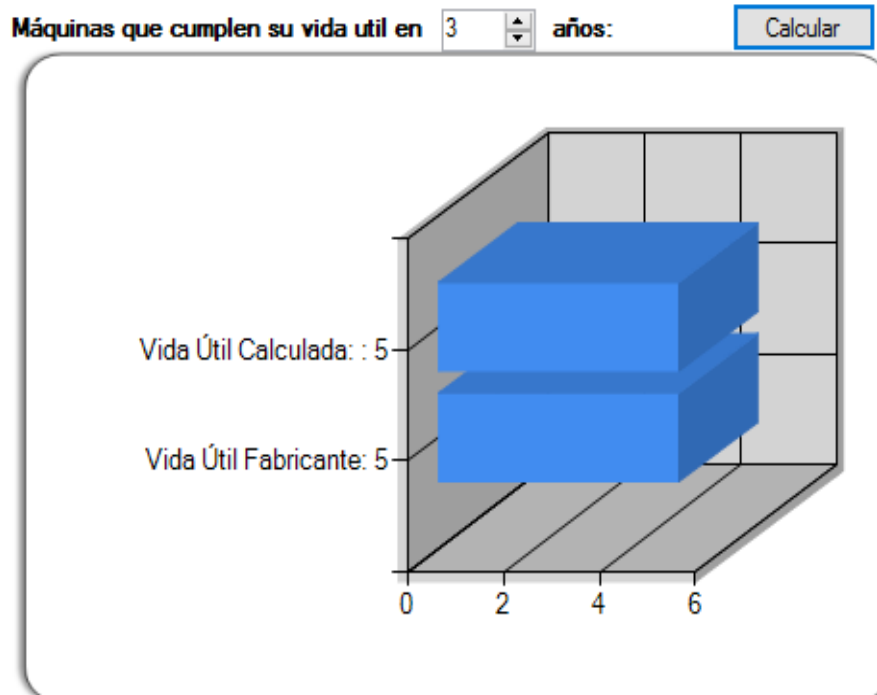 Máquinas que cumplen su vida util en 3 años: Calcular
Vida Útil Calculada: : 5
Vida Útil Fabricante: 5
0 2 4 6